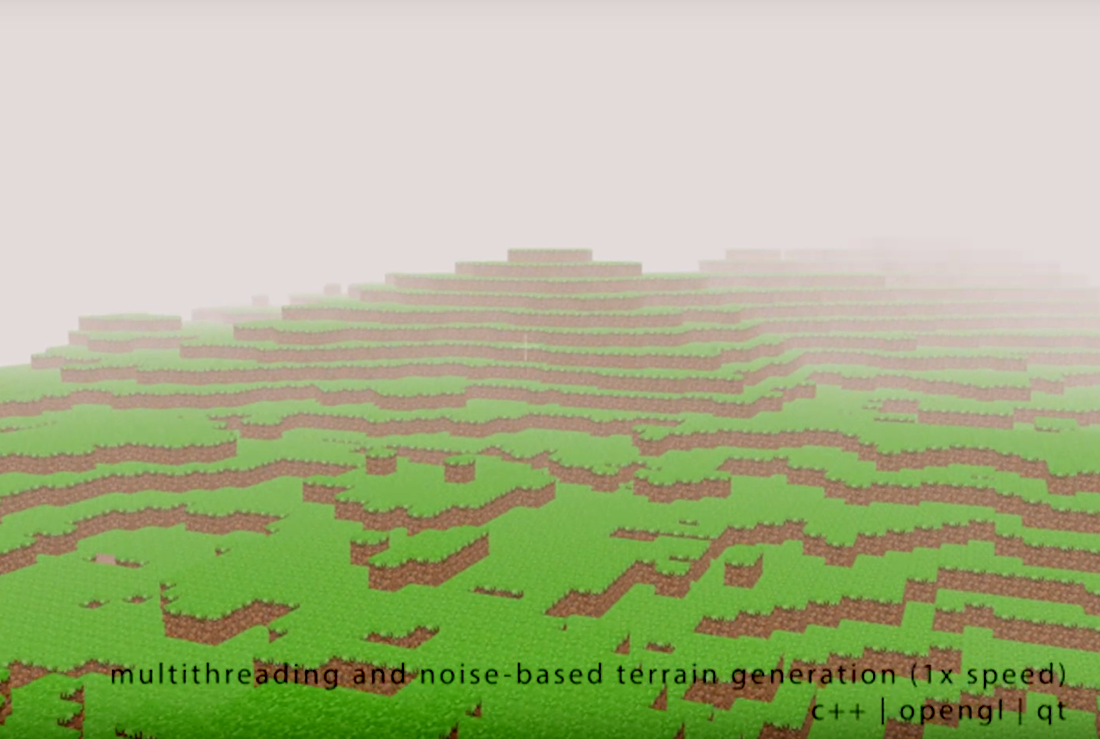 multithreading and noise-based terrain generation (1x speed)
c++ | opengl | qt